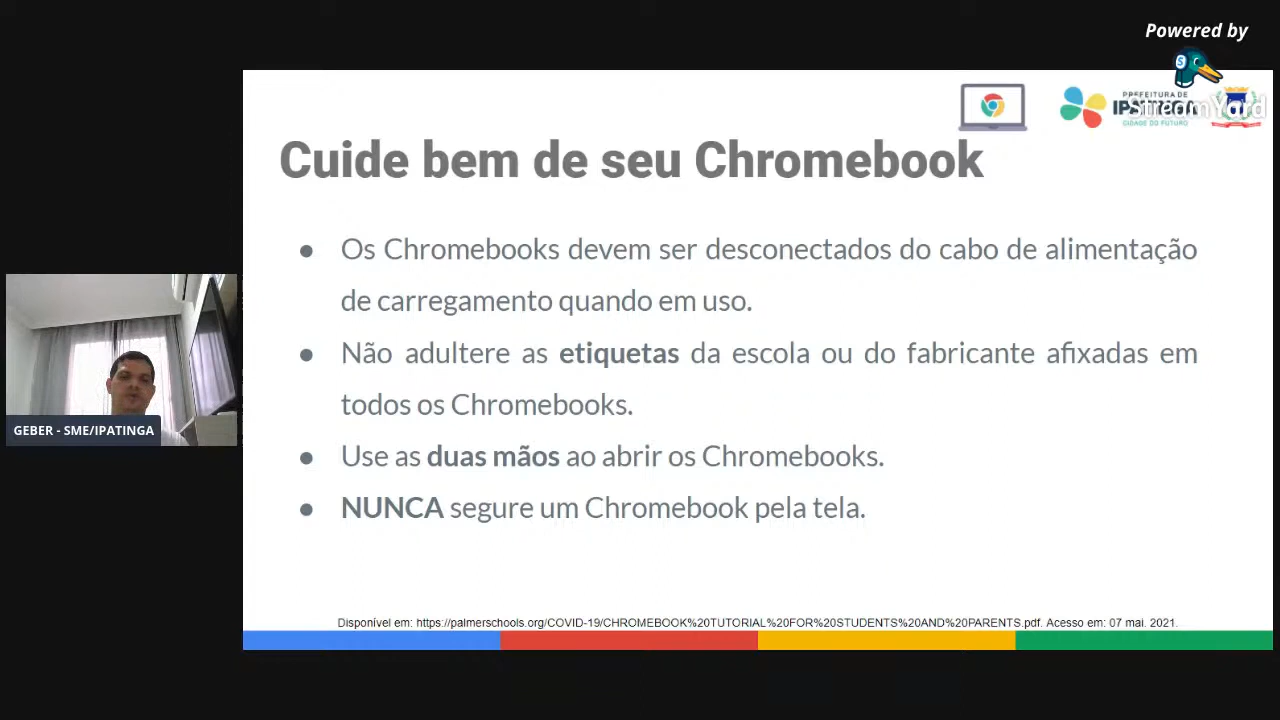 Powered by
StreamYard
PREFEITURA DE
IPATINGA
CIDADE DO FUTURO
Cuide bem de seu Chromebook
● Os Chromebooks devem ser desconectados do cabo de alimentação
de carregamento quando em uso.
● Não adultere as etiquetas da escola ou do fabricante afixadas em
todos os Chromebooks.
● Use as duas mãos ao abrir os Chromebooks.
● NUNCA segure um Chromebook pela tela.
GEBER - SME/IPATINGA
Disponível em: https://palmerschools.org/COVID-19/CHROMEBOOK%20TUTORIAL%20FOR%20STUDENTS%20AND%20PARENTS.pdf. Acesso em: 07 mai. 2021.